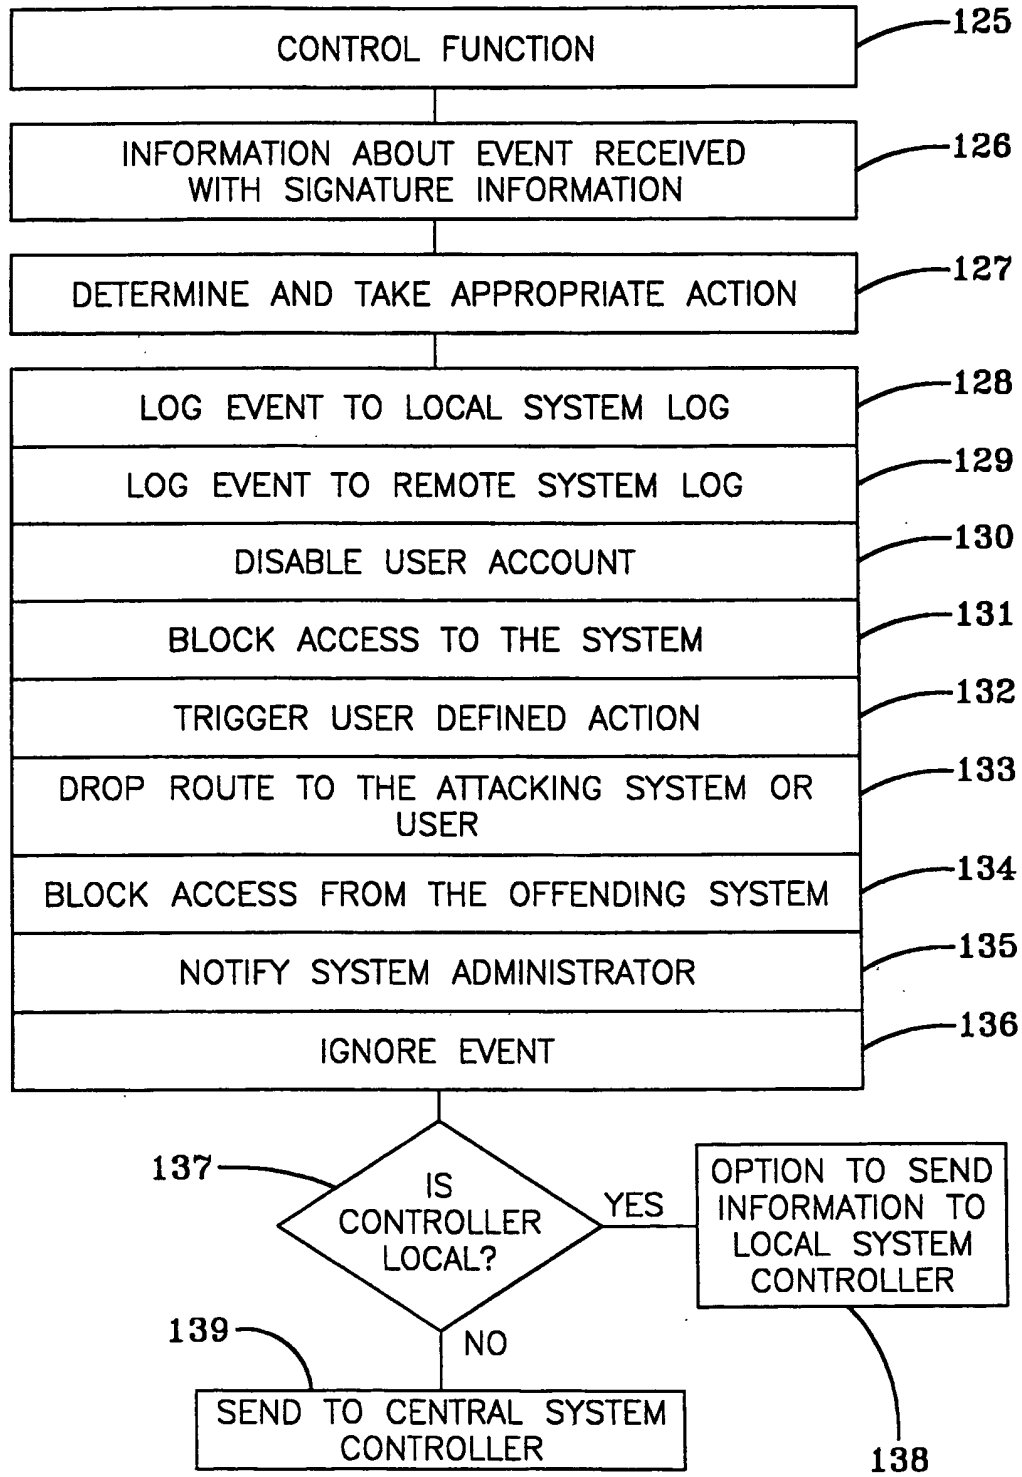 CONTROL FUNCTION
125
INFORMATION ABOUT EVENT RECEIVED
WITH SIGNATURE INFORMATION
126
DETERMINE AND TAKE APPROPRIATE ACTION
127
LOG EVENT TO LOCAL SYSTEM LOG
128
LOG EVENT TO REMOTE SYSTEM LOG
129
DISABLE USER ACCOUNT
130
BLOCK ACCESS TO THE SYSTEM
131
TRIGGER USER DEFINED ACTION
132
DROP ROUTE TO THE ATTACKING SYSTEM OR
USER
133
BLOCK ACCESS FROM THE OFFENDING SYSTEM
134
NOTIFY SYSTEM ADMINISTRATOR
135
IGNORE EVENT
136
137
IS
CONTROLLER
LOCAL?
YES
OPTION TO SEND
INFORMATION TO
LOCAL SYSTEM
CONTROLLER
138
NO
139
SEND TO CENTRAL SYSTEM
CONTROLLER